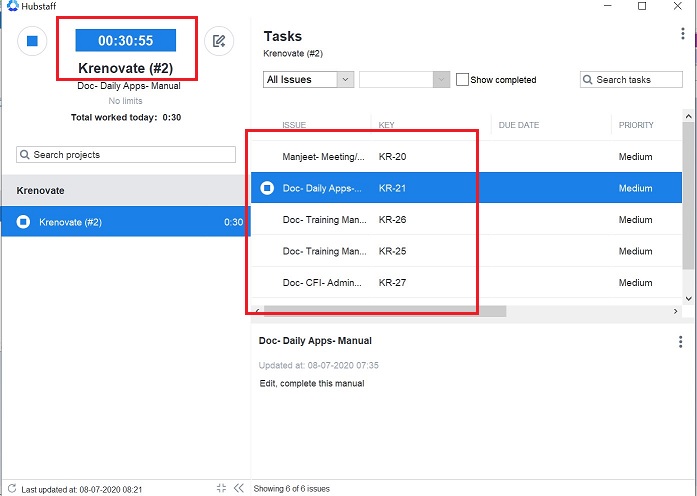 Hubstaff
00:30:55
Krenovate (#2)
Doc- Daily Apps- Manual
No limits
Total worked today: 0:30
Search projects
Krenovate
Krenovate (#2) 0:30
Last updated at: 08-07-2020 08:21
Tasks
Krenovate (#2)
All Issues Show completed Search tasks
ISSUE KEY DUE DATE PRIORITY
Manjeet- Meeting/... KR-20 Medium
Doc- Daily Apps-... KR-21 Medium
Doc- Training Man... KR-26 Medium
Doc- Training Man... KR-25 Medium
Doc- CFI- Admin... KR-27 Medium
Doc- Daily Apps- Manual
Updated at: 08-07-2020 07:35
Edit, complete this manual
Showing 6 of 6 issues